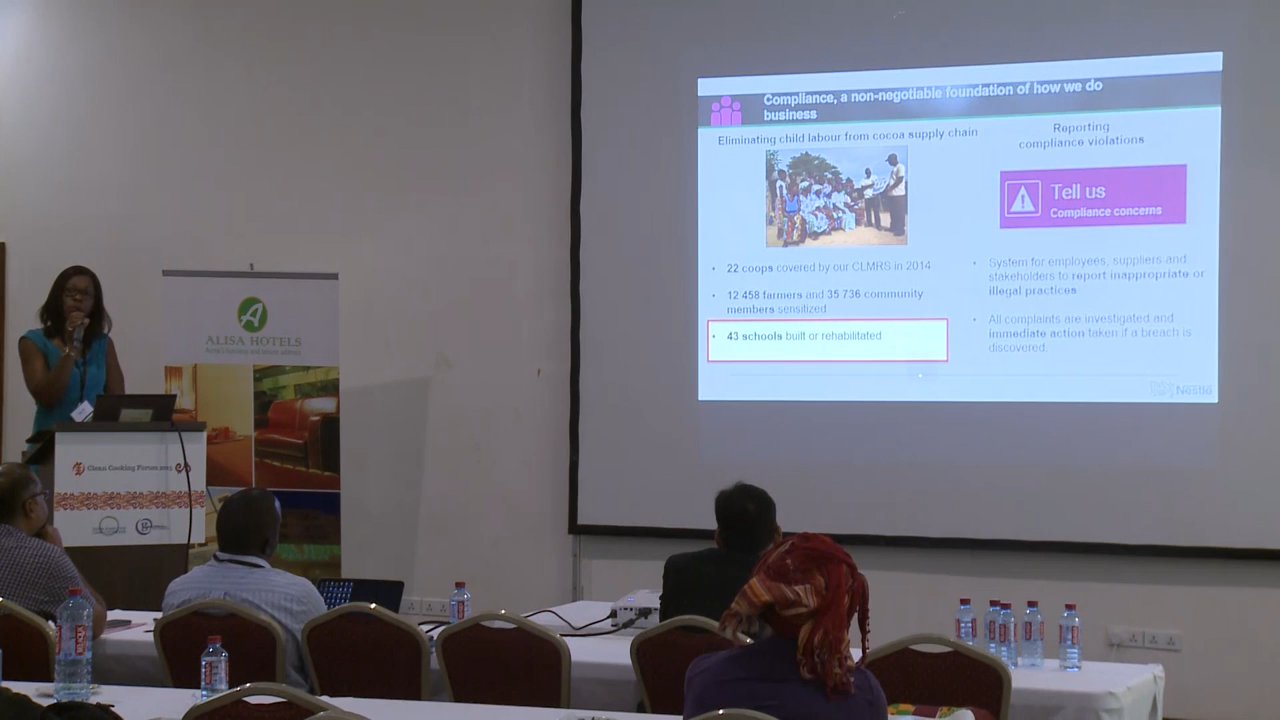 Compliance, a non-negotiable foundation of how we do
business
Eliminating child labour from cocoa supply chain
• 22 coops covered by our CLMRS in 2014
• 12 458 farmers and 35 736 community
members sensitized
• 43 schools built or rehabilitated
Reporting
compliance violations
Tell us
Compliance concerns
• System for employees, suppliers and
stakeholders to report inappropriate or
illegal practices
• All complaints are investigated and
immediate action taken if a breach is
discovered.
Nestlé
ALISA HOTELS
Clean Cooking Forum 2015